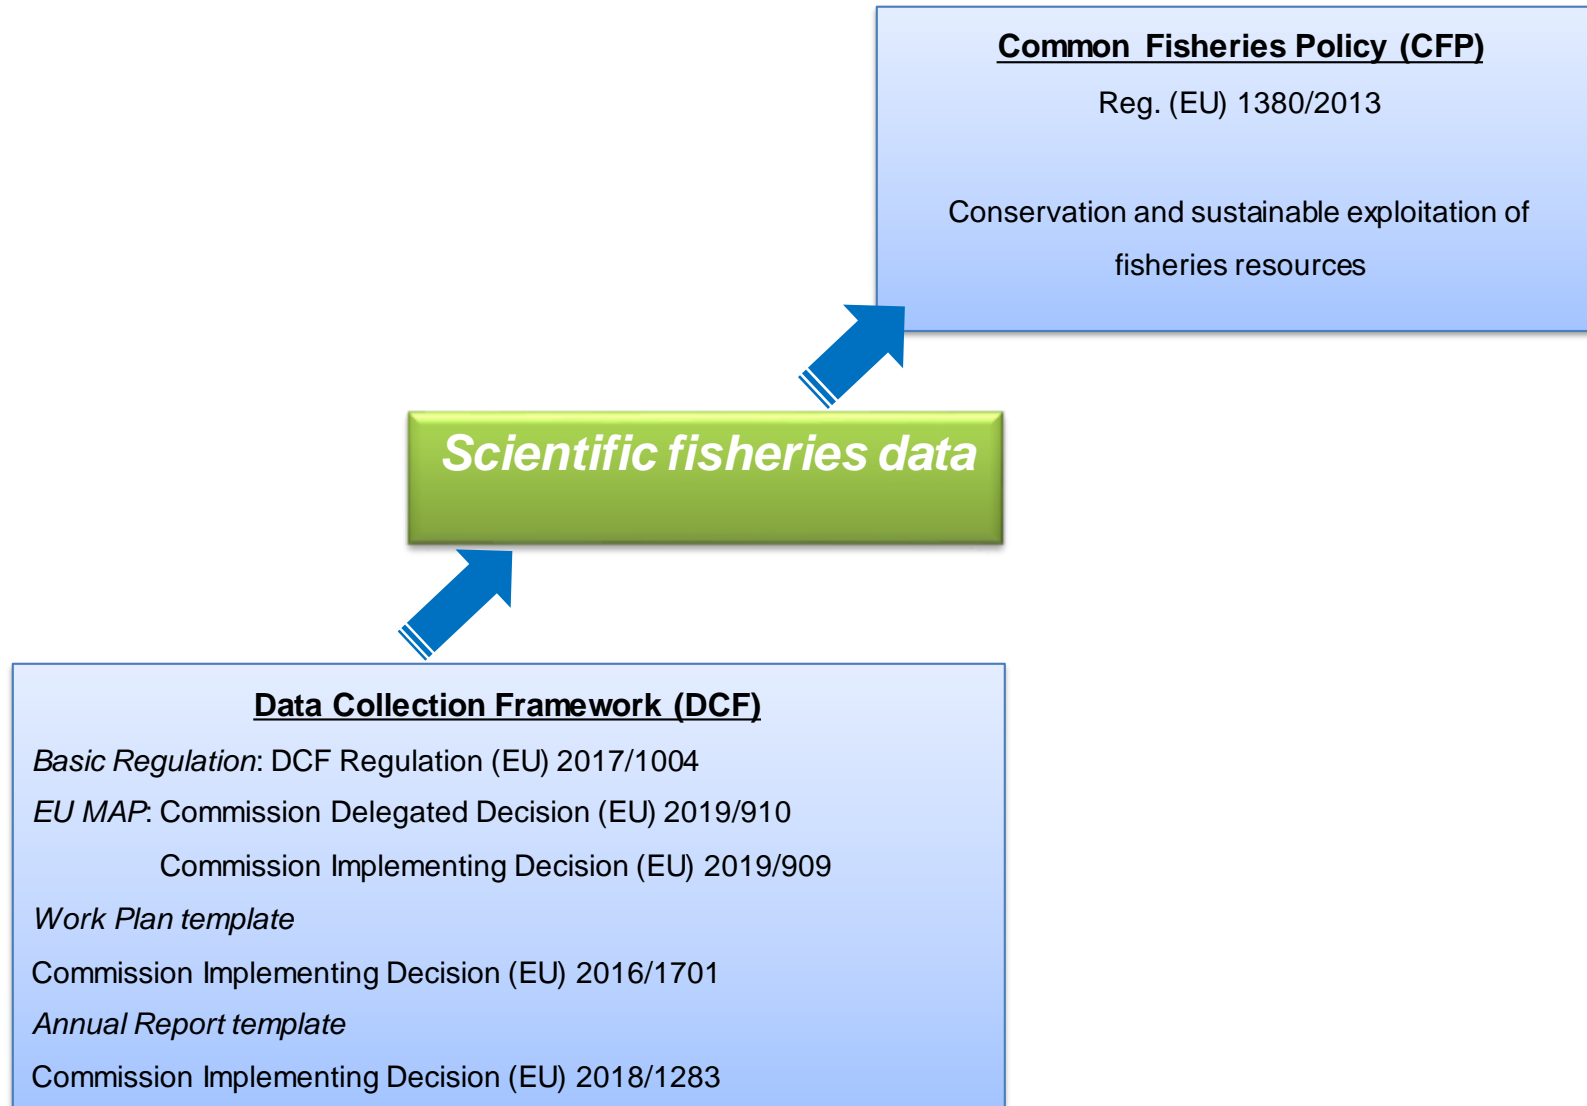 Common Fisheries Policy (CFP)
Reg. (EU) 1380/2013
Conservation and sustainable exploitation of
fisheries resources
Scientific fisheries data
Data Collection Framework (DCF)
Basic Regulation: DCF Regulation (EU) 2017/1004
EU MAP: Commission Delegated Decision (EU) 2019/910
Commission Implementing Decision (EU) 2019/909
Work Plan template
Commission Implementing Decision (EU) 2016/1701
Annual Report template
Commission Implementing Decision (EU) 2018/1283